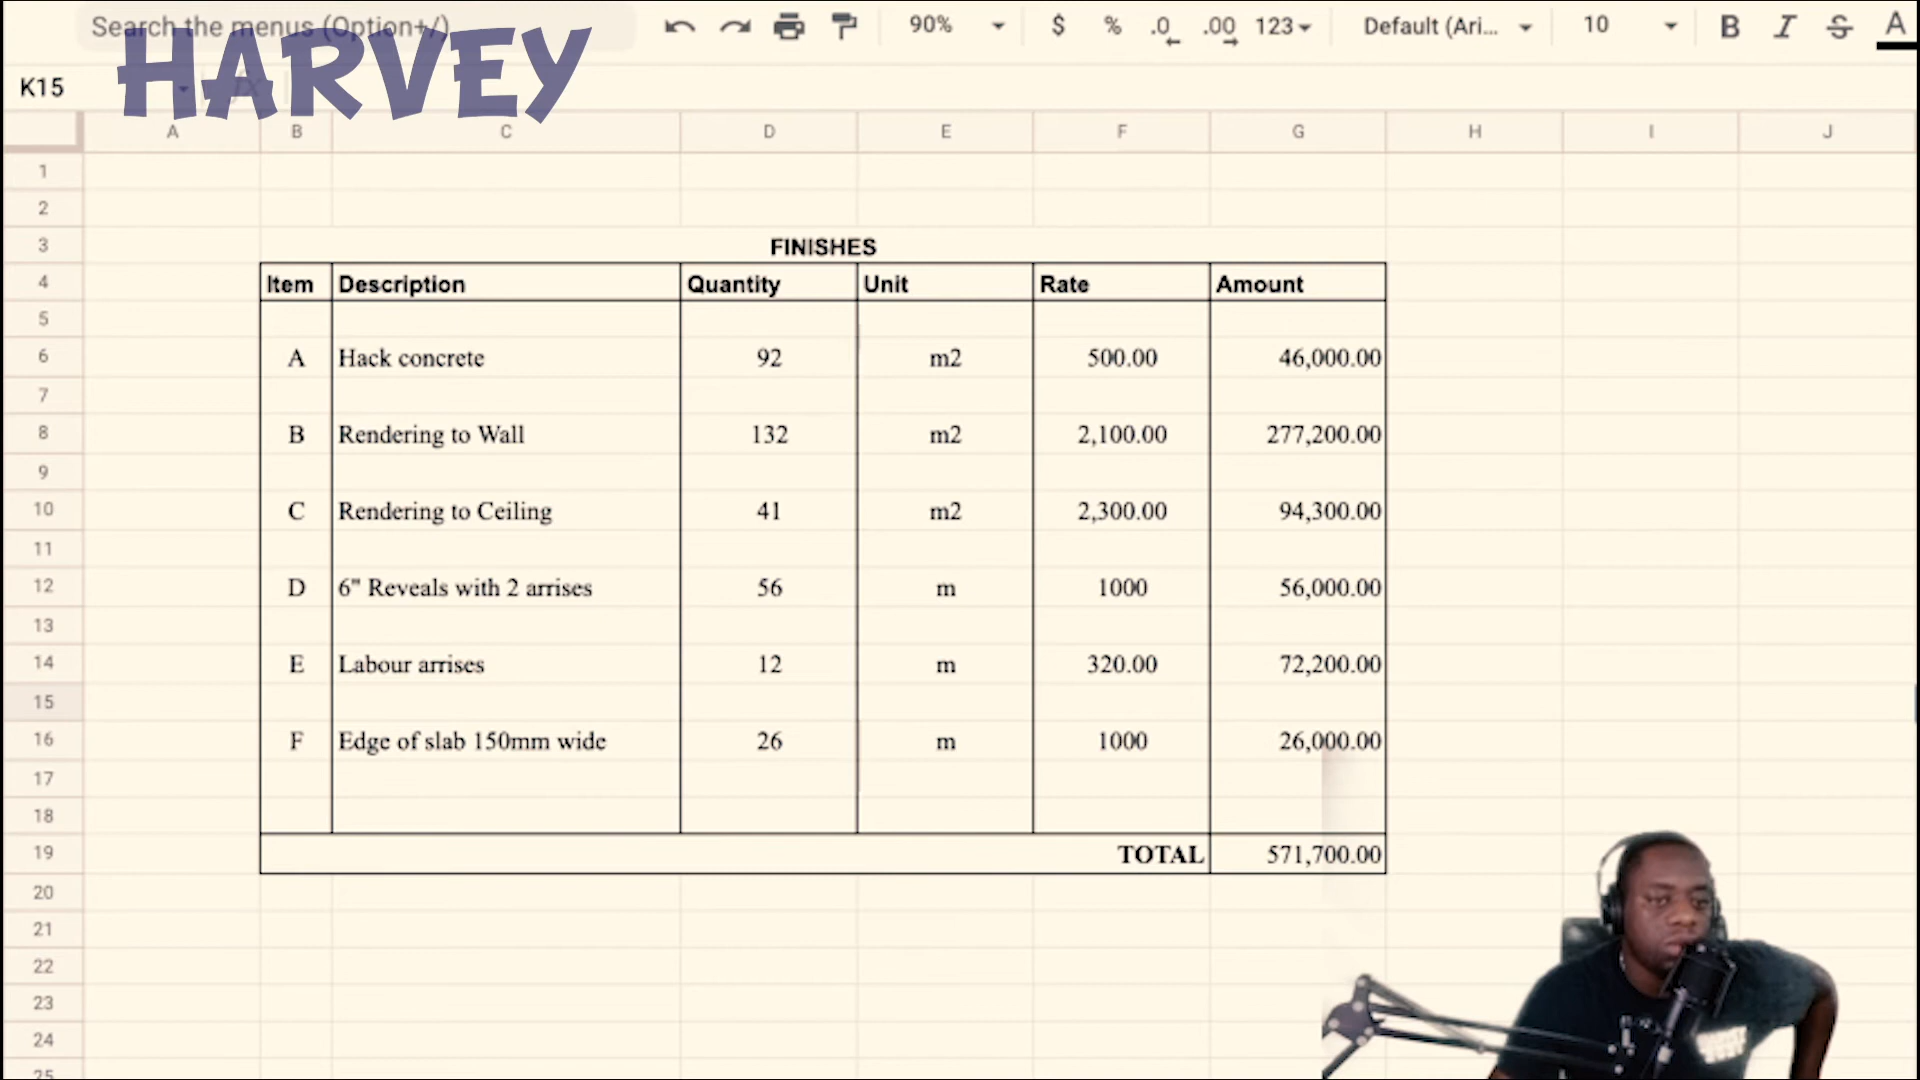 Search the menus (Option+/)
90% $ % .0 .00 123 Default (Ari... 10 B I S A
HARVEY
K15 fx
A B C D E F G H I J
1
2
3 FINISHES
4 Item Description Quantity Unit Rate Amount
5
6 A Hack concrete 92 m2 500.00 46,000.00
7
8 B Rendering to Wall 132 m2 2,100.00 277,200.00
9
10 C Rendering to Ceiling 41 m2 2,300.00 94,300.00
11
12 D 6" Reveals with 2 arrises 56 m 1000 56,000.00
13
14 E Labour arrises 12 m 320.00 72,200.00
15
16 F Edge of slab 150mm wide 26 m 1000 26,000.00
17
18
19 TOTAL 571,700.00
20
21
22
23
24
25